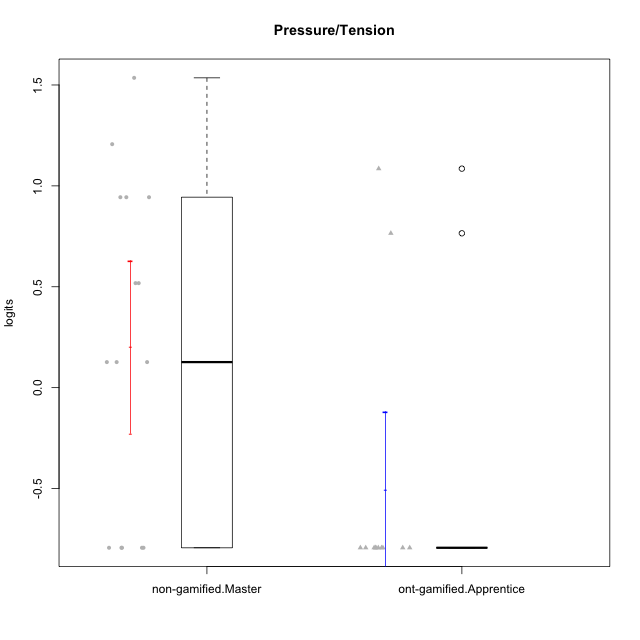 Pressure/Tension
1.5
1.0
0.5
0.0
-0.5
logits
non-gamified.Master
ont-gamified.Apprentice